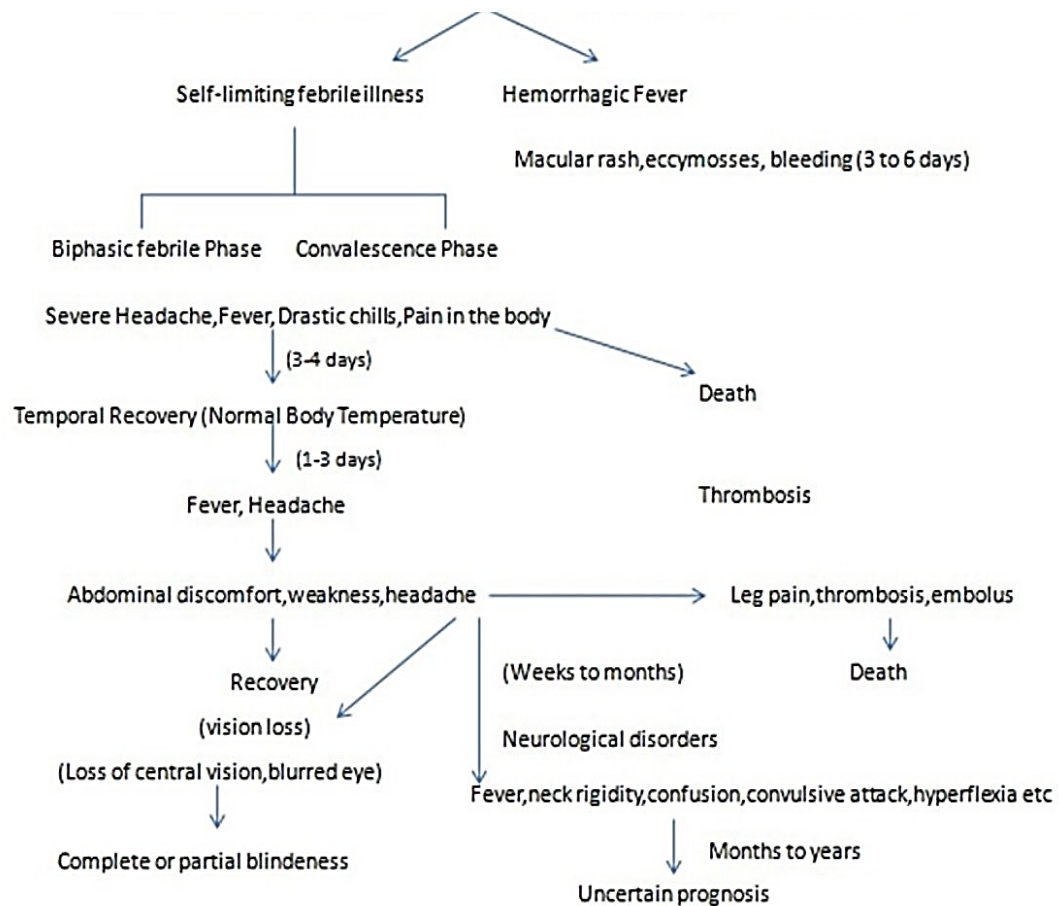 Self-limiting febrile illness
Hemorrhagic Fever
Macular rash,eccymosses, bleeding (3 to 6 days)
Biphasic febrile Phase
Convalescence Phase
Severe Headache,Fever, Drastic chills,Pain in the body
(3-4 days)
Death
Temporal Recovery (Normal Body Temperature)
(1-3 days)
Thrombosis
Fever, Headache
Abdominal discomfort,weakness,headache
Leg pain,thrombosis,embolus
Recovery
(Weeks to months)
Death
(vision loss)
Neurological disorders
(Loss of central vision,blurred eye)
Fever,neck rigidity,confusion,convulsive attack,hyperflexia etc
Complete or partial blindeness
Months to years
Uncertain prognosis